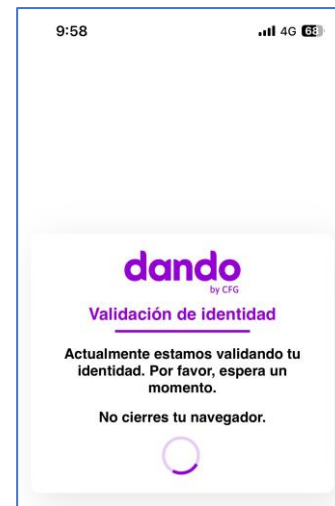 9:58 4G 68
dando
by CFG
Validación de identidad
Actualmente estamos validando tu
identidad. Por favor, espera un
momento.
No cierres tu navegador.